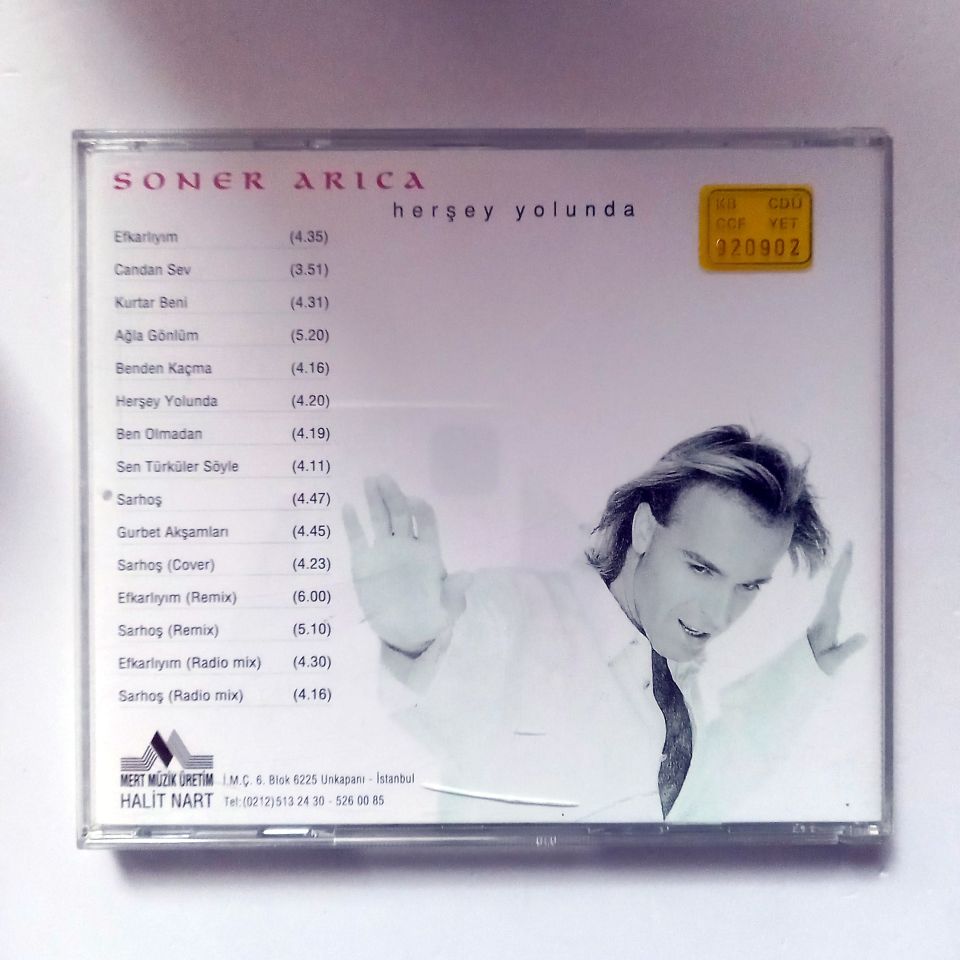 SONER ARICA
herşey yolunda
KB CDÜ
CCF YET
020902
Efkarlıyım (4.35)
Candan Sev (3.51)
Kurtar Beni (4.31)
Ağla Gönlüm (5.20)
Benden Kaçma (4.16)
Herşey Yolunda (4.20)
Ben Olmadan (4.19)
Sen Türküler Söyle (4.11)
Sarhoş (4.47)
Gurbet Akşamları (4.45)
Sarhoş (Cover) (4.23)
Efkarlıyım (Remix) (6.00)
Sarhoş (Remix) (5.10)
Efkarlıyım (Radio mix) (4.30)
Sarhoş (Radio mix) (4.16)
MERT MÜZİK ÜRETİM İ.M.Ç. 6. Blok 6225 Unkapanı - İstanbul
HALİT NART Tel: (0212) 513 24 30 - 526 00 85